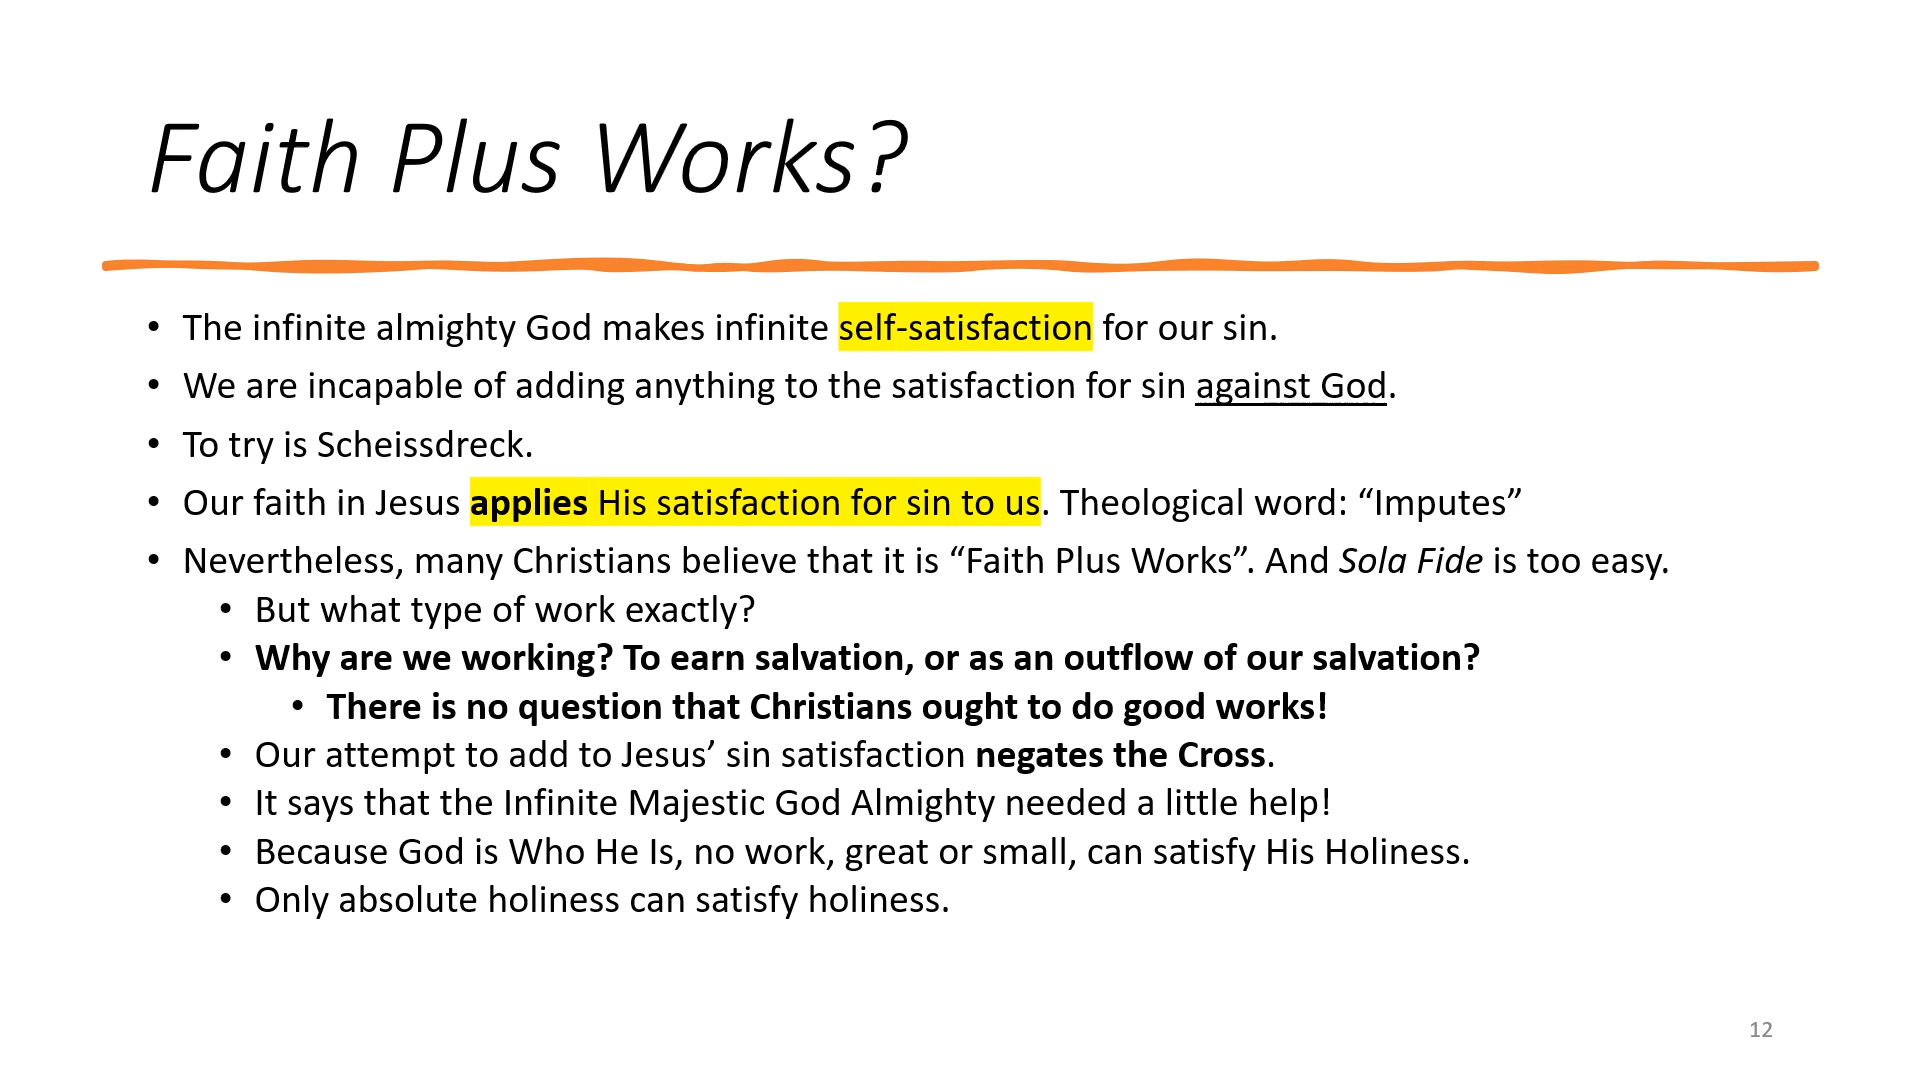 Faith Plus Works?
• The infinite almighty God makes infinite self-satisfaction for our sin.
• We are incapable of adding anything to the satisfaction for sin against God.
• To try is Scheissdreck.
• Our faith in Jesus applies His satisfaction for sin to us. Theological word: “Imputes”
• Nevertheless, many Christians believe that it is “Faith Plus Works”. And Sola Fide is too easy.
• But what type of work exactly?
• Why are we working? To earn salvation, or as an outflow of our salvation?
• There is no question that Christians ought to do good works!
• Our attempt to add to Jesus’ sin satisfaction negates the Cross.
• It says that the Infinite Majestic God Almighty needed a little help!
• Because God is Who He Is, no work, great or small, can satisfy His Holiness.
• Only absolute holiness can satisfy holiness.
12